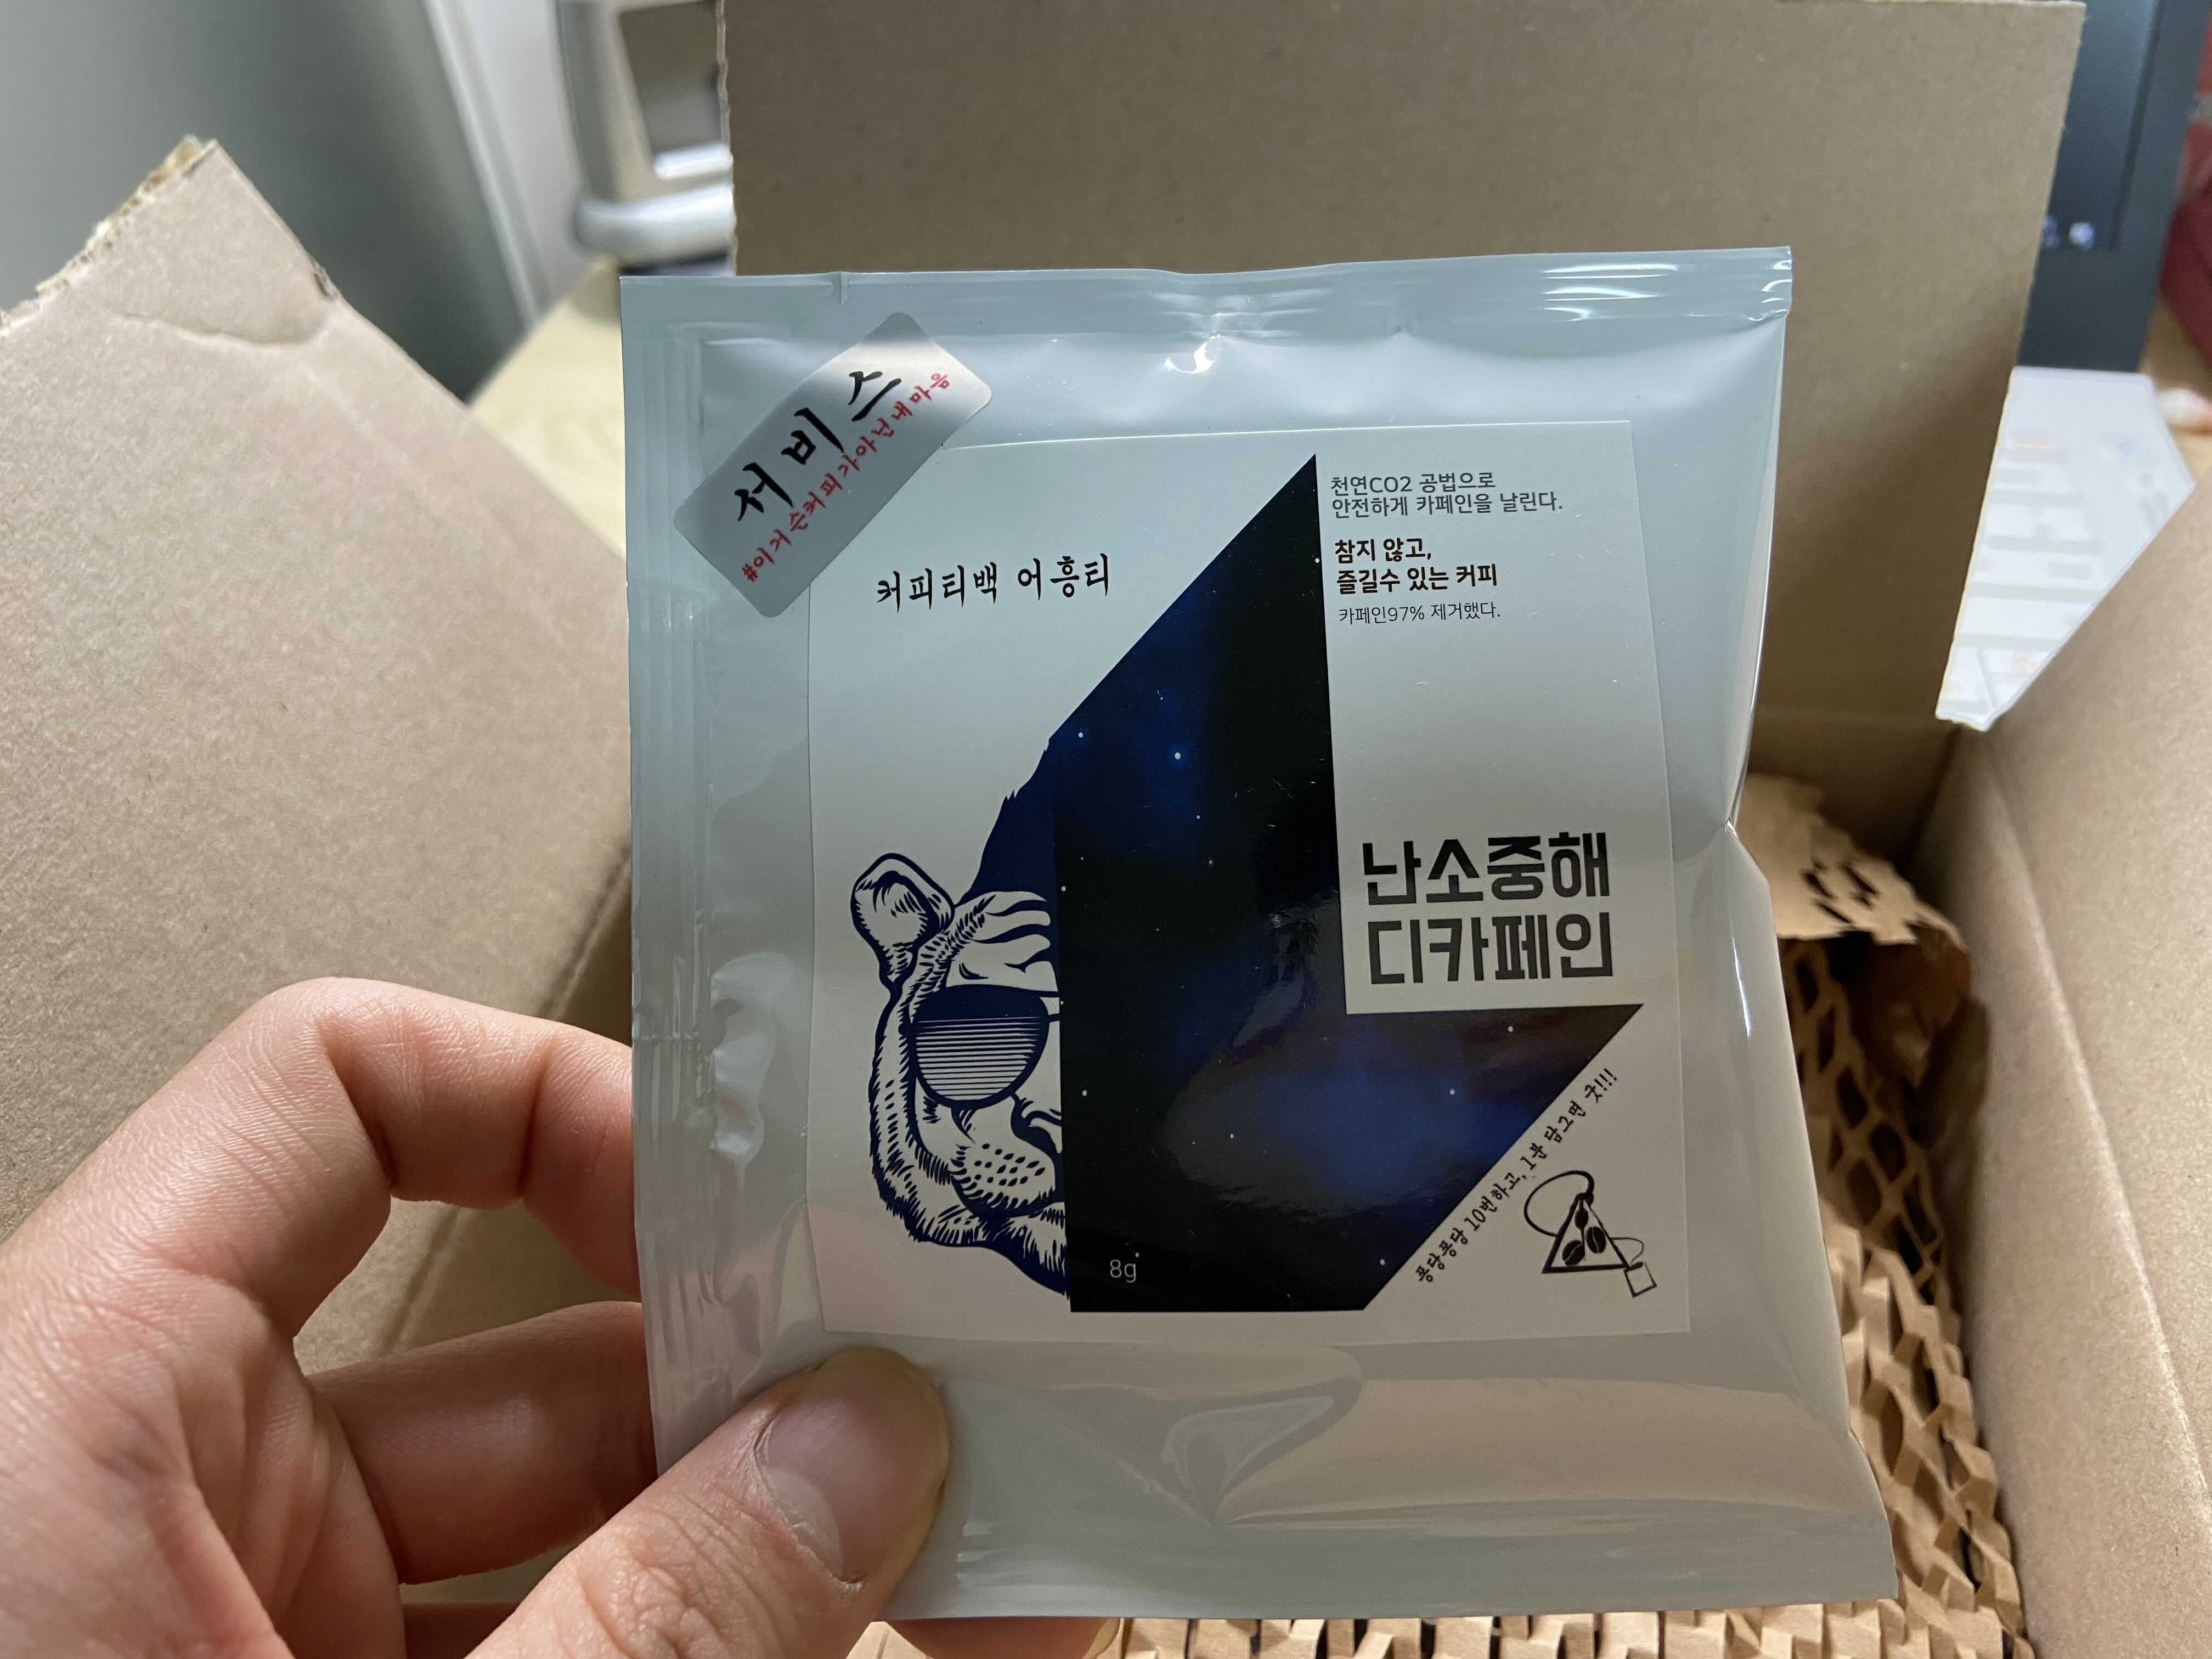 서비스
#이거슨커피가아닌내마음
커피티백 어흥티
천연CO2 공법으로
안전하게 카페인을 날린다.
참지 않고,
즐길수 있는 커피
카페인97% 제거했다.
난소중해
디카페인
퐁당퐁당 10번하고, 1분 담그면 굿!!!
8g